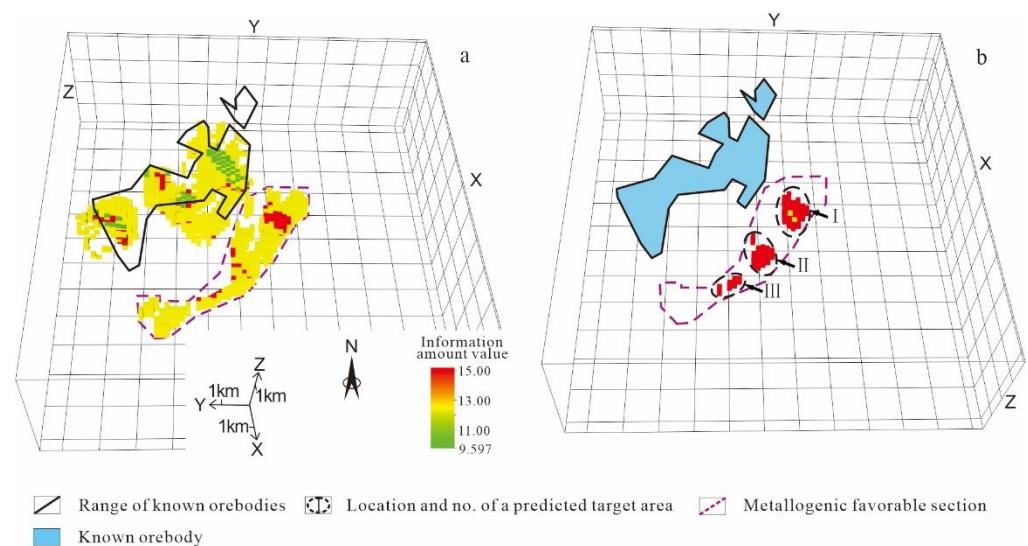 Y
a
Z
X
Information
amount value
15.00
13.00
11.00
9.597
N
Z
1km
1km
Y
1km
X
Y
b
X
I
II
III
Z
Range of known orebodies
Location and no. of a predicted target area
Metallogenic favorable section
Known orebody